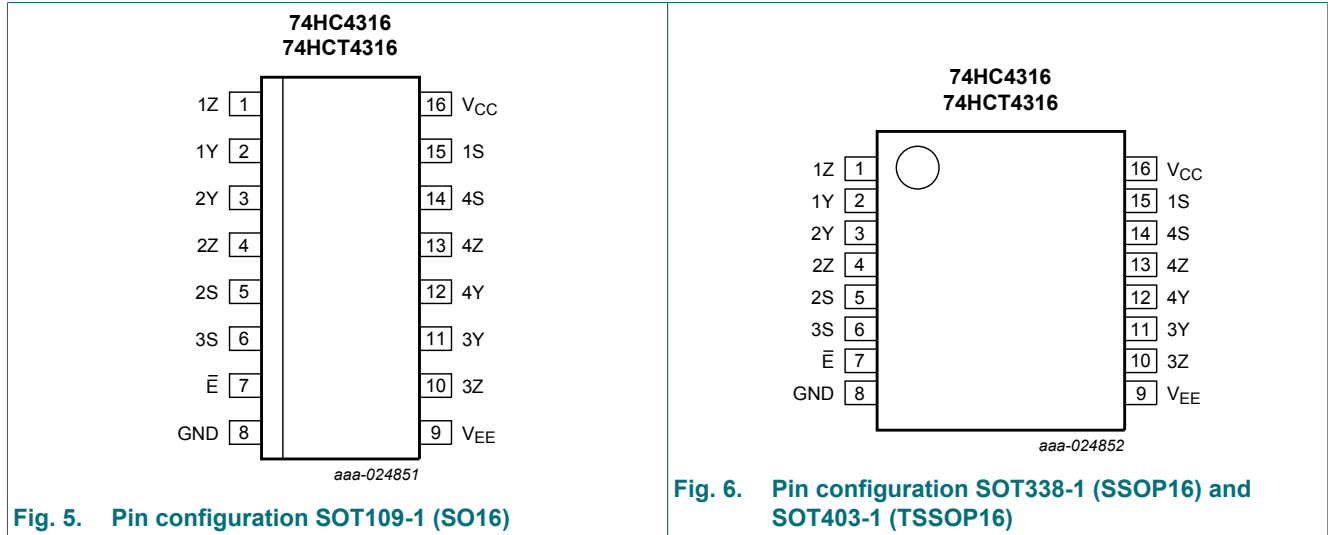 74HC4316
74HCT4316
1Z 1
16 VCC
1Y 2
15 1S
2Y 3
14 4S
2Z 4
13 4Z
2S 5
12 4Y
3S 6
11 3Y
Ē 7
10 3Z
GND 8
9 VEE
aaa-024851
Fig. 5. Pin configuration SOT109-1 (SO16)
74HC4316
74HCT4316
1Z 1
16 VCC
1Y 2
15 1S
2Y 3
14 4S
2Z 4
13 4Z
2S 5
12 4Y
3S 6
11 3Y
Ē 7
10 3Z
GND 8
9 VEE
aaa-024852
Fig. 6. Pin configuration SOT338-1 (SSOP16) and
SOT403-1 (TSSOP16)